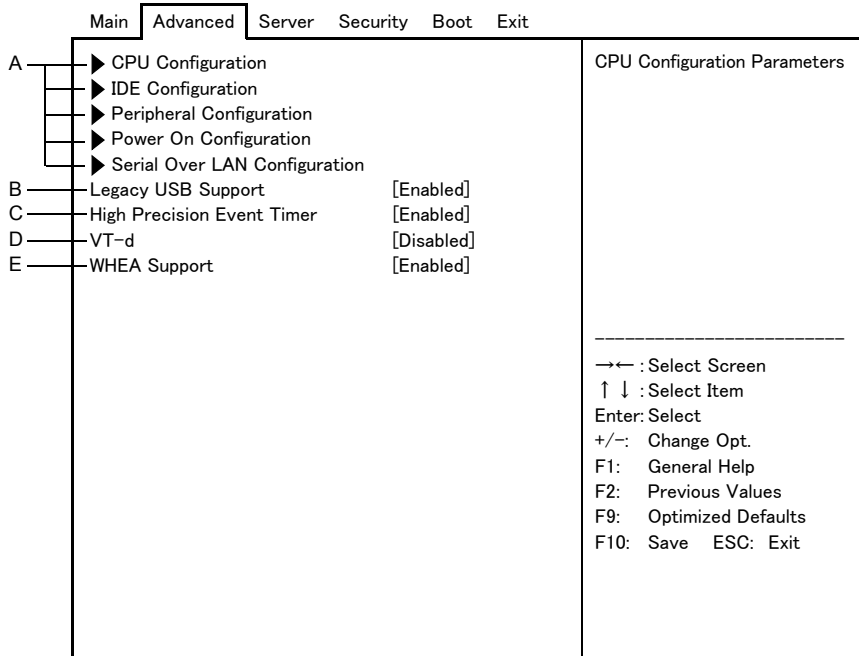 Main Advanced Server Security Boot Exit
A ▶ CPU Configuration
▶ IDE Configuration
▶ Peripheral Configuration
▶ Power On Configuration
▶ Serial Over LAN Configuration
B Legacy USB Support [Enabled]
C High Precision Event Timer [Enabled]
D VT-d [Disabled]
E WHEA Support [Enabled]
CPU Configuration Parameters
-------------------------
→← : Select Screen
↑ ↓ : Select Item
Enter: Select
+/-: Change Opt.
F1: General Help
F2: Previous Values
F9: Optimized Defaults
F10: Save ESC: Exit